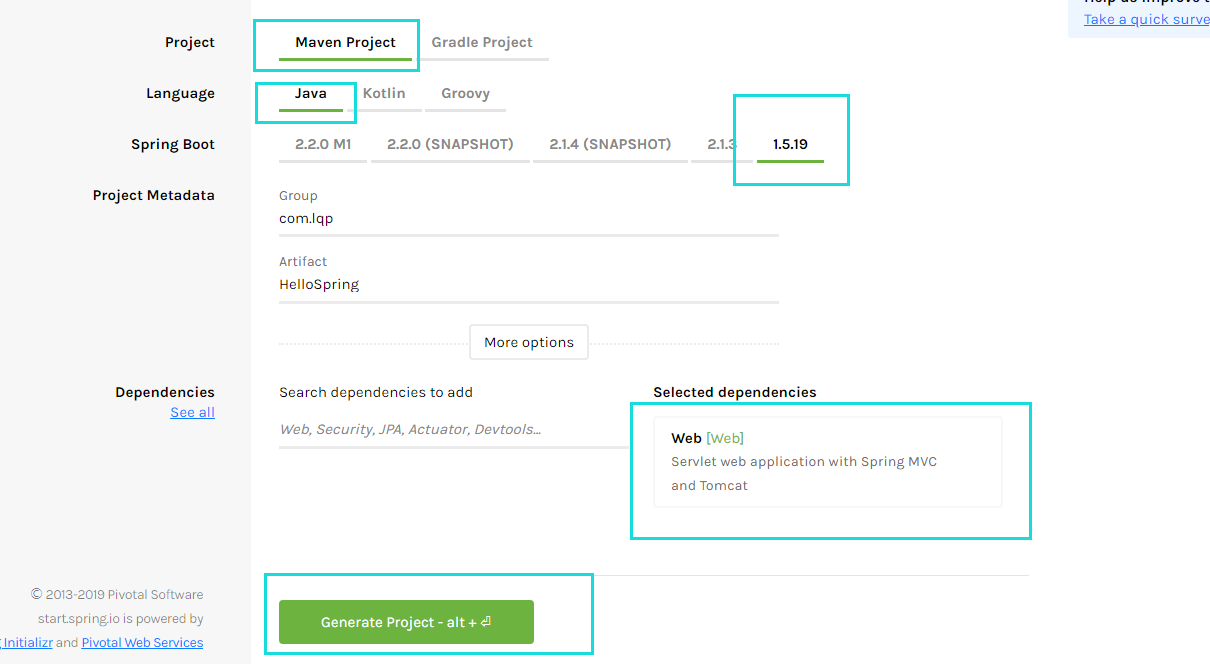 Help us improve t
Take a quick surve
Project
Maven Project Gradle Project
Language
Java Kotlin Groovy
Spring Boot
2.2.0 M1 2.2.0 (SNAPSHOT) 2.1.4 (SNAPSHOT) 2.1.3 1.5.19
Project Metadata
Group
com.lqp
Artifact
HelloSpring
More options
Dependencies
See all
Search dependencies to add
Web, Security, JPA, Actuator, Devtools...
Selected dependencies
Web [Web]
Servlet web application with Spring MVC
and Tomcat
© 2013-2019 Pivotal Software
start.spring.io is powered by
Initializr and Pivotal Web Services
Generate Project - alt + ⏎